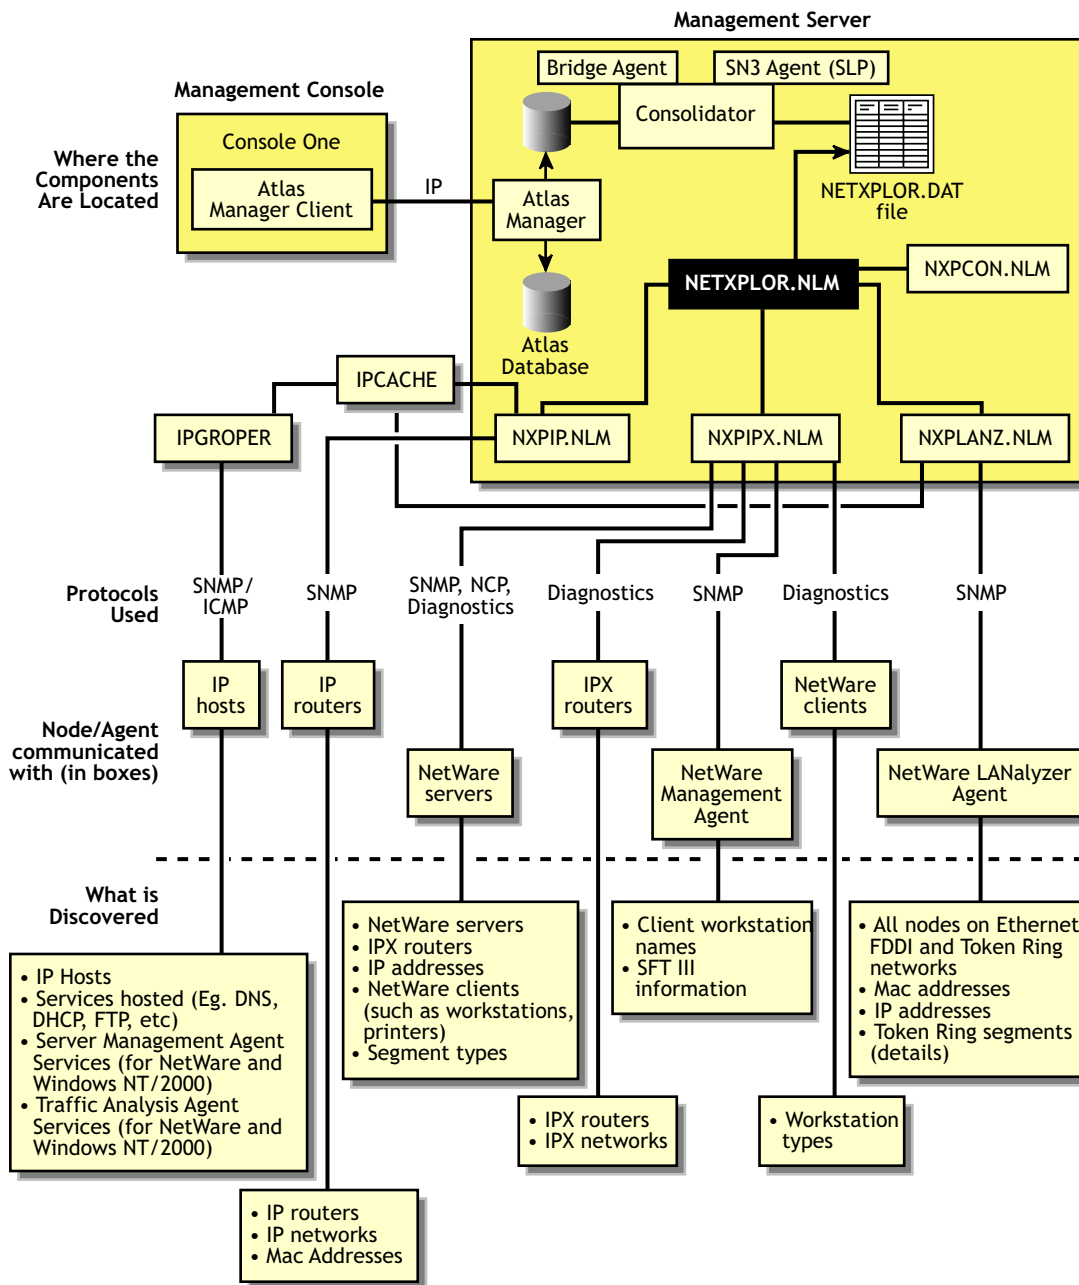 Management Server
Bridge Agent
SN3 Agent (SLP)
Management Console
Consolidator
Console One
Where the
Components
Are Located
Atlas
Manager Client
IP
Atlas
Manager
NETXPLOR.DAT
file
NETXPLOR.NLM
NXPCON.NLM
Atlas
Database
IPCACHE
IPGROPER
NXPIP.NLM
NXPIPX.NLM
NXPLANZ.NLM
Protocols
Used
SNMP/
ICMP
SNMP
SNMP, NCP,
Diagnostics
Diagnostics
SNMP
Diagnostics
SNMP
Node/Agent
communicated
with (in boxes)
IP
hosts
IP
routers
IPX
routers
NetWare
clients
NetWare
servers
NetWare
Management
Agent
NetWare LANalyzer
Agent
What is
Discovered
• IP Hosts
• Services hosted (Eg. DNS,
DHCP, FTP, etc)
• Server Management Agent
Services (for NetWare and
Windows NT/2000)
• Traffic Analysis Agent
Services (for NetWare and
Windows NT/2000)
• NetWare servers
• IPX routers
• IP addresses
• NetWare clients
(such as workstations,
printers)
• Segment types
• Client workstation
names
• SFT III
information
• All nodes on Ethernet
FDDI and Token Ring
networks
• Mac addresses
• IP addresses
• Token Ring segments
(details)
• IPX routers
• IPX networks
• Workstation
types
• IP routers
• IP networks
• Mac Addresses